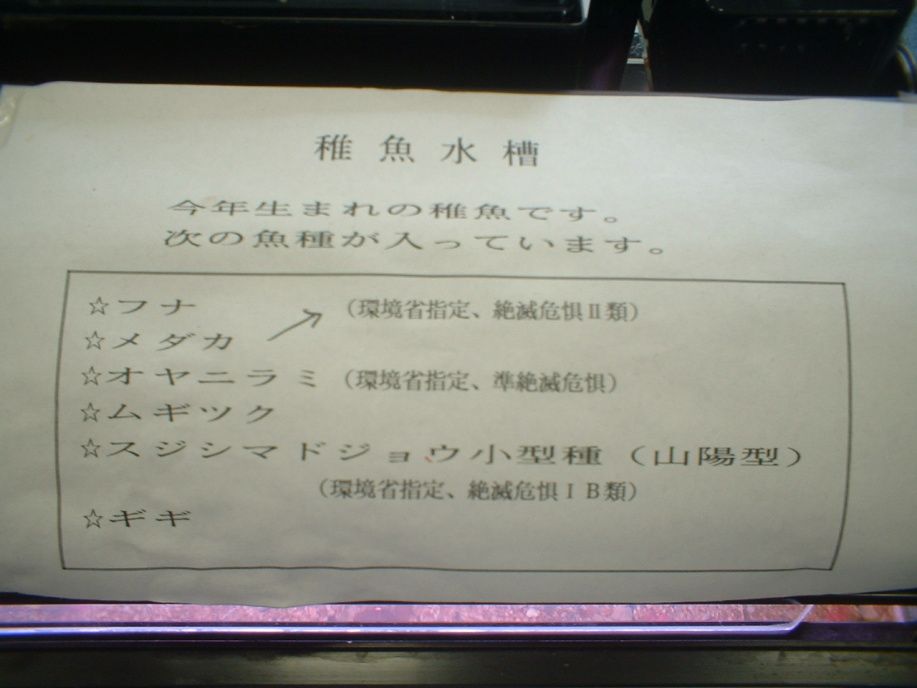 稚魚水槽
今年生まれの稚魚です。
次の魚種が入っています。
☆フナ (環境省指定、絶滅危惧Ⅱ類)
☆メダカ
☆オヤニラミ (環境省指定、準絶滅危惧)
☆ムギツク
☆スジシマドジョウ小型種（山陽型）
(環境省指定、絶滅危惧ⅠB類)
☆ギギ